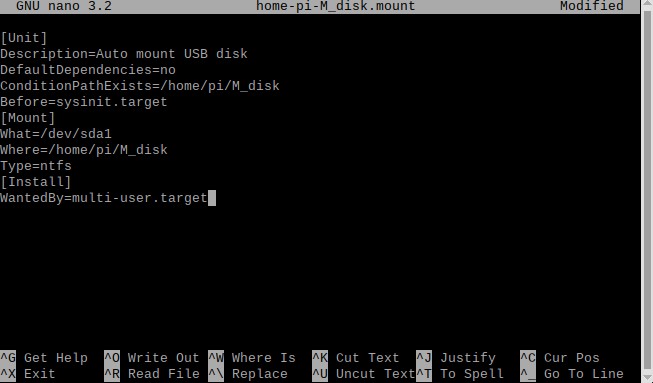 GNU nano 3.2 home-pi-M_disk.mount Modified
[Unit]
Description=Auto mount USB disk
DefaultDependencies=no
ConditionPathExists=/home/pi/M_disk
Before=sysinit.target
[Mount]
What=/dev/sda1
Where=/home/pi/M_disk
Type=ntfs
[Install]
WantedBy=multi-user.target
^G Get Help ^O Write Out ^W Where Is ^K Cut Text ^J Justify ^C Cur Pos
^X Exit ^R Read File ^\ Replace ^U Uncut Text ^T To Spell ^_ Go To Line